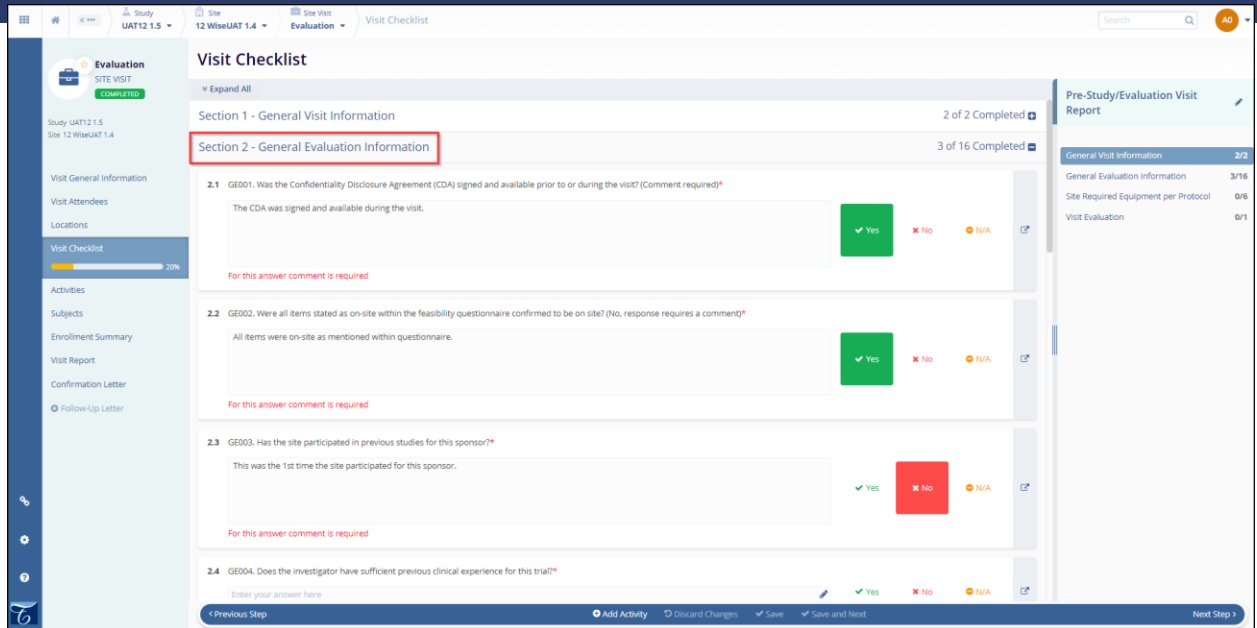 Study
UAT12 1.5
Site
12 WiseUAT 1.4
Site Visit
Evaluation
Visit Checklist
Search
AO
Evaluation
SITE VISIT
COMPLETED
Study UAT12 1.5
Site 12 WiseUAT 1.4
Visit General Information
Visit Attendees
Locations
Visit Checklist
20%
Activities
Subjects
Enrollment Summary
Visit Report
Confirmation Letter
Follow-Up Letter
Visit Checklist
Expand All
Section 1 - General Visit Information
2 of 2 Completed
Section 2 - General Evaluation Information
3 of 16 Completed
2.1 GE001. Was the Confidentiality Disclosure Agreement (CDA) signed and available prior to or during the visit? (Comment required)*
The CDA was signed and available during the visit.
Yes No N/A
For this answer comment is required
2.2 GE002. Were all items stated as on-site within the feasibility questionnaire confirmed to be on site? (No, response requires a comment)*
All items were on-site as mentioned within questionnaire.
Yes No N/A
For this answer comment is required
2.3 GE003. Has the site participated in previous studies for this sponsor?*
This was the 1st time the site participated for this sponsor.
Yes No N/A
For this answer comment is required
2.4 GE004. Does the investigator have sufficient previous clinical experience for this trial?*
Enter your answer here
Yes No N/A
Previous Step
Add Activity
Discard Changes
Save
Save and Next
Next Step
Pre-Study/Evaluation Visit
Report
General Visit Information 2/2
General Evaluation Information 3/16
Site Required Equipment per Protocol 0/6
Visit Evaluation 0/1